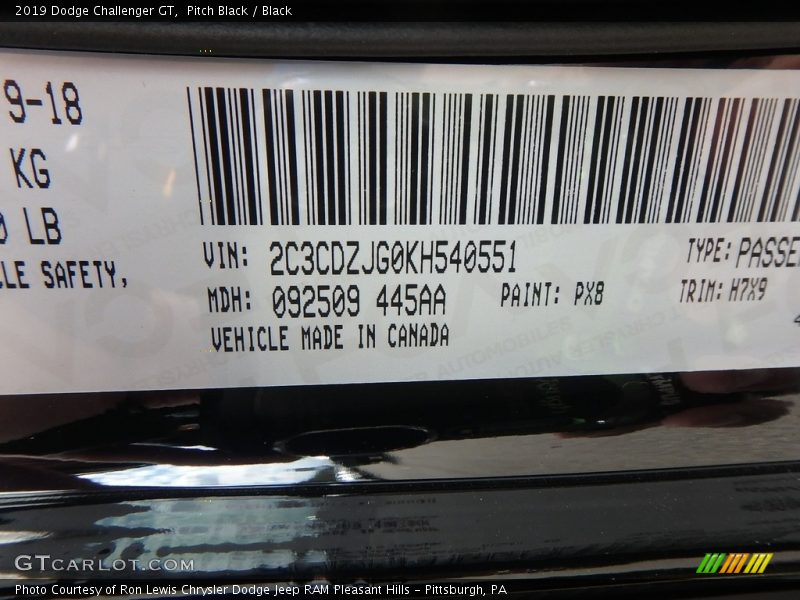 2019 Dodge Challenger GT, Pitch Black / Black
9-18
KG
LB
SAFETY,
VIN: 2C3CDZJG0KH540551
TYPE:
MDH: 092509 445AA
PAINT: PX8
TRIM: H7X9
VEHICLE MADE IN CANADA
GTCARLOT.COM
Photo Courtesy of Ron Lewis Chrysler Dodge Jeep RAM Pleasant Hills - Pittsburgh, PA